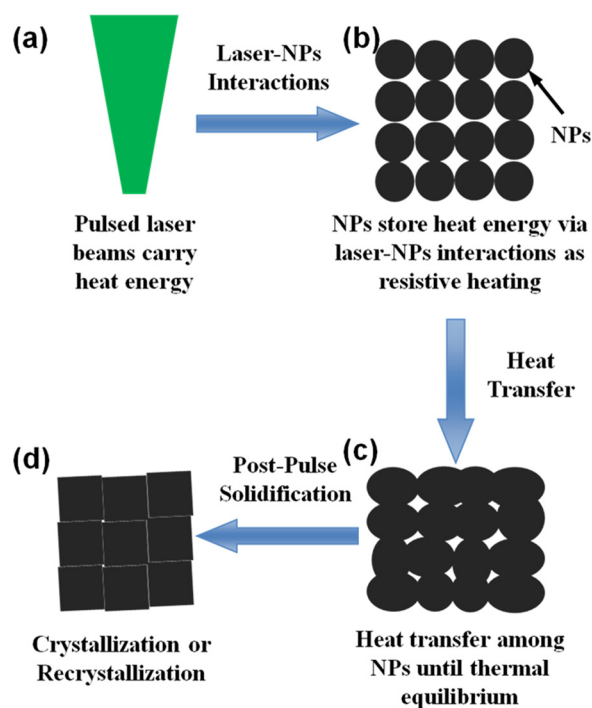 (a)
Laser-NPs
Interactions
(b)
NPs
Pulsed laser
beams carry
heat energy
NPs store heat energy via
laser-NPs interactions as
resistive heating
Heat
Transfer
(c)
Heat transfer among
NPs until thermal
equilibrium
Post-Pulse
Solidification
(d)
Crystallization or
Recrystallization